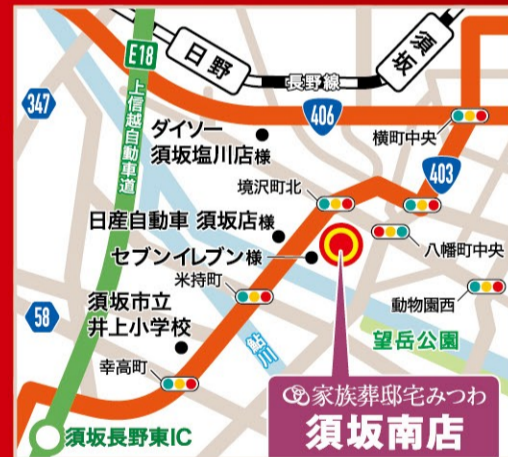 E18
日野
長野線
須坂
347
上信越自動車道
406
ダイソー
須坂塩川店様
横町中央
403
境沢町北
日産自動車 須坂店様
セブンイレブン様
八幡町中央
米持町
動物園西
58
須坂市立
井上小学校
鮎川
望岳公園
幸高町
家族葬邸宅みつわ
須坂南店
須坂長野東IC